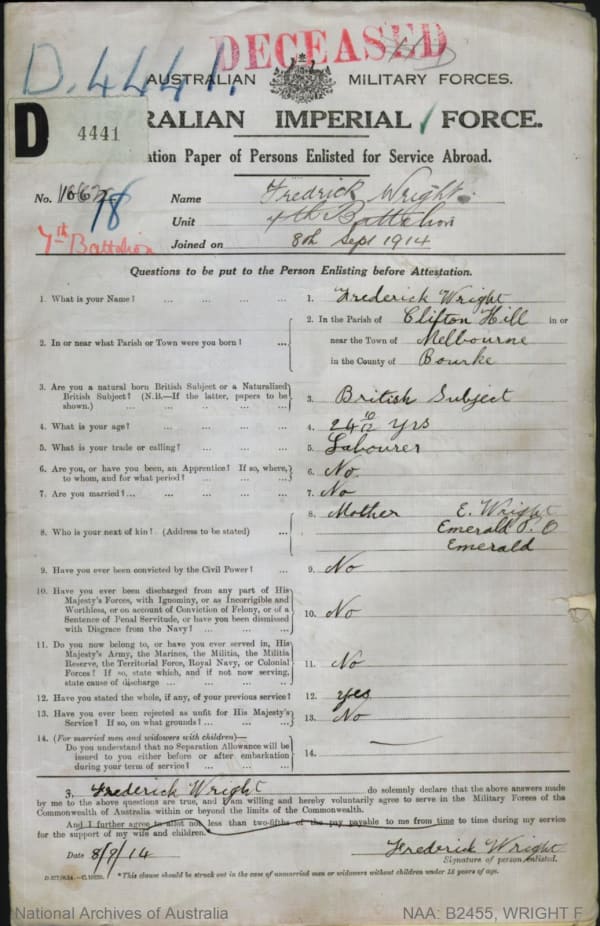 DECEASED
D.4441.
AUSTRALIAN MILITARY FORCES.
D 4441
RALIAN IMPERIAL FORCE.
ation Paper of Persons Enlisted for Service Abroad.
No. Name Fredrick Wright.
18 Unit 7th Battalion
7th Battalion Joined on 8th Sept 1914
Questions to be put to the Person Enlisting before Attestation.
1. What is your Name? ... ... ... ... 1. Frederick Wright
2. In or near what Parish or Town were you born? ... 2. In the Parish of Clifton Hill in or
near the Town of Melbourne
in the County of Bourke
3. Are you a natural born British Subject or a Naturalized
British Subject? (N.B.—If the latter, papers to be
shown.) ... ... ... ... 3. British Subject
4. What is your age? ... ... ... ... 4. 24 10/12 yrs
5. What is your trade or calling? ... ... ... 5. Labourer
6. Are you, or have you been, an Apprentice? If so, where,
to whom, and for what period? ... ... ... 6. No.
7. Are you married?... ... ... ... ... 7. No
8. Who is your next of kin? (Address to be stated) ... 8. Mother E. Wright
Emerald P.O
Emerald
9. Have you ever been convicted by the Civil Power? ... 9. No
10. Have you ever been discharged from any part of His
Majesty's Forces, with Ignominy, or as Incorrigible and
Worthless, or on account of Conviction of Felony, or of a
Sentence of Penal Servitude, or have you been Dismissed
with Disgrace from the Navy? ... ... ... 10. No
11. Do you now belong to, or have you ever served in, His
Majesty's Army, the Marines, the Militia, the Militia
Reserve, the Territorial Force, Royal Navy, or Colonial
Forces? If so, state which, and if not now serving,
state cause of discharge ... ... ... ... 11. No
12. Have you stated the whole, if any, of your previous service? 12. yes
13. Have you ever been rejected as unfit for His Majesty's
Service? If so, on what grounds? ... ... ... 13. No
14. (For married men and widowers with children)—
Do you understand that no Separation Allowance will be
issued to you either before or after embarkation
during your term of service? ... ... ... 14. —
3. Frederick Wright do solemnly declare that the above answers made
by me to the above questions are true, and I am willing and hereby voluntarily agree to serve in the Military Forces of the
Commonwealth of Australia within or beyond the limits of the Commonwealth.
And I further agree to allot not less than two-fifths of the pay payable to me from time to time during my service
for the support of my wife and children.*
Date 8/9/14 Frederick Wright
Signature of person enlisted.
*This clause should be struck out in the case of unmarried men or widowers without children under 18 years of age.
National Archives of Australia NAA: B2455, WRIGHT F